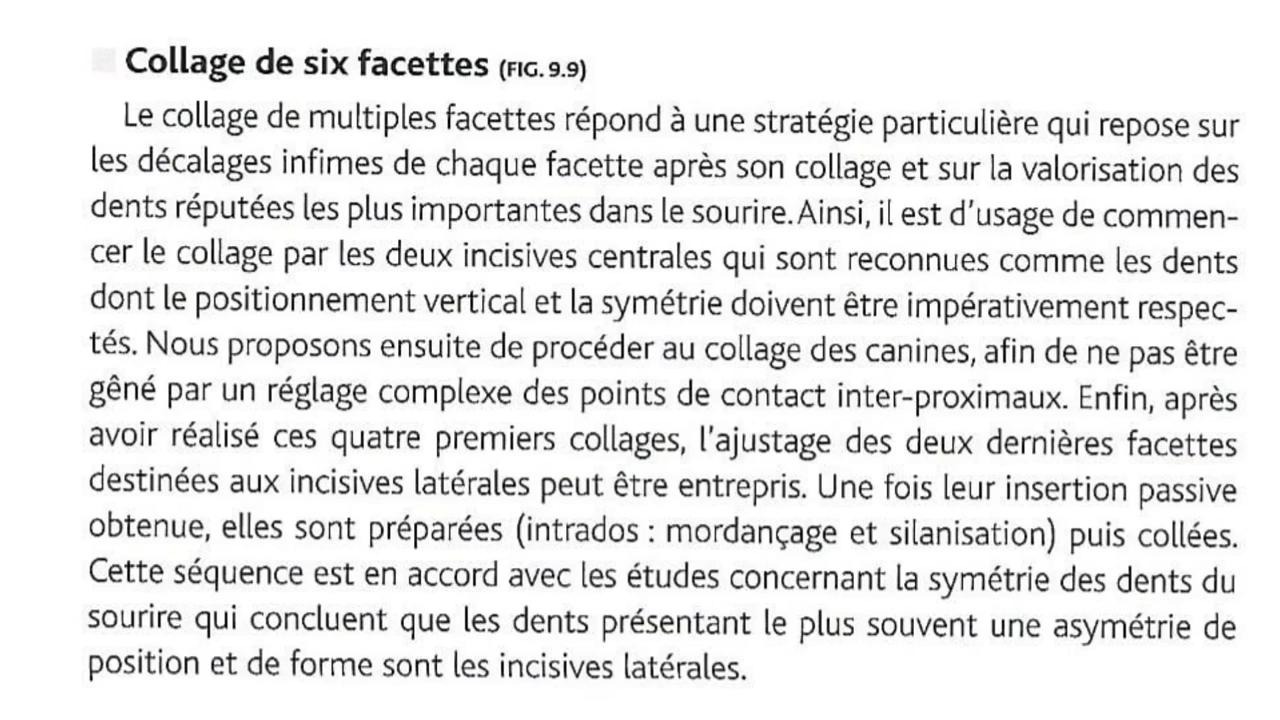 Collage de six facettes (FIG. 9.9)
Le collage de multiples facettes répond à une stratégie particulière qui repose sur
les décalages infimes de chaque facette après son collage et sur la valorisation des
dents réputées les plus importantes dans le sourire. Ainsi, il est d'usage de commen-
cer le collage par les deux incisives centrales qui sont reconnues comme les dents
dont le positionnement vertical et la symétrie doivent être impérativement respec-
tés. Nous proposons ensuite de procéder au collage des canines, afin de ne pas être
gêné par un réglage complexe des points de contact inter-proximaux. Enfin, après
avoir réalisé ces quatre premiers collages, l'ajustage des deux dernières facettes
destinées aux incisives latérales peut être entrepris. Une fois leur insertion passive
obtenue, elles sont préparées (intrados : mordançage et silanisation) puis collées.
Cette séquence est en accord avec les études concernant la symétrie des dents du
sourire qui concluent que les dents présentant le plus souvent une asymétrie de
position et de forme sont les incisives latérales.